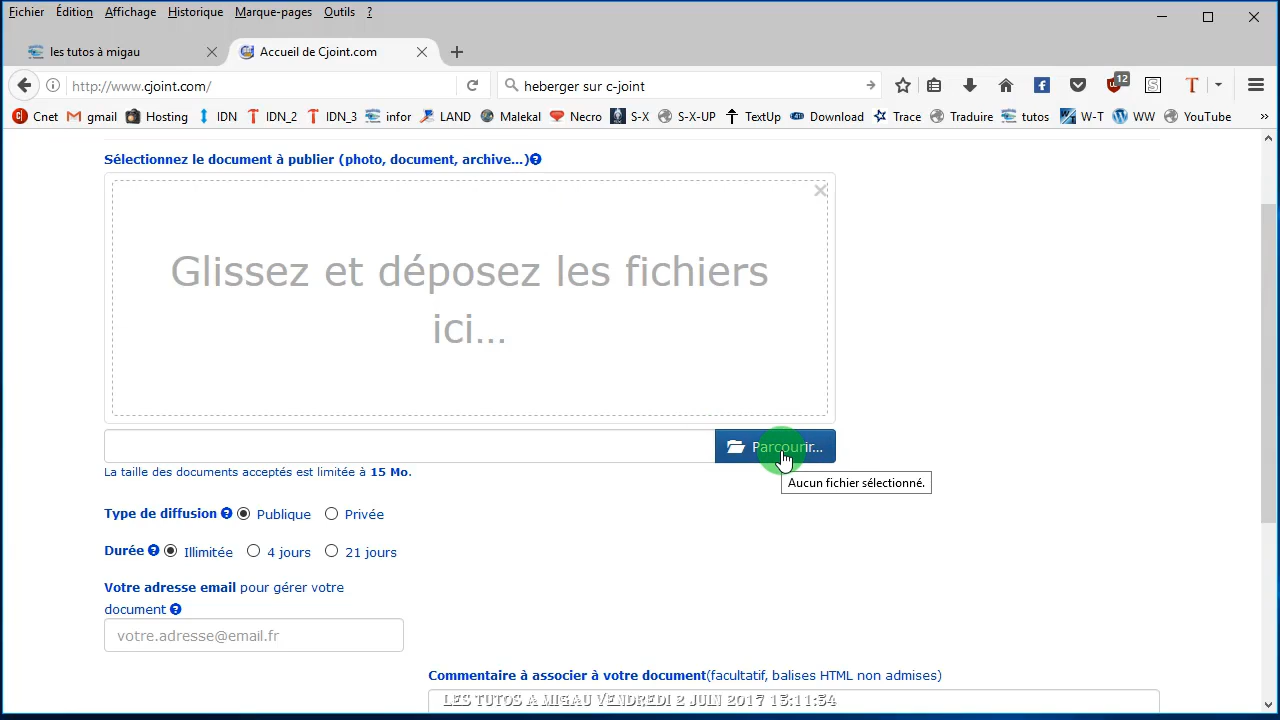 Fichier Édition Affichage Historique Marque-pages Outils ?
les tutos à migau Accueil de Cjoint.com
http://www.cjoint.com/ heberger sur c-joint 12
Cnet gmail Hosting IDN IDN_2 IDN_3 infor LAND Malekal Necro S-X S-X-UP TextUp Download Trace Traduire tutos W-T WW YouTube »
Sélectionnez le document à publier (photo, document, archive...)
Glissez et déposez les fichiers
ici...
Parcourir...
La taille des documents acceptés est limitée à 15 Mo.
Aucun fichier sélectionné.
Type de diffusion Publique Privée
Durée Illimitée 4 jours 21 jours
Votre adresse email pour gérer votre
document
votre.adresse@email.fr
Commentaire à associer à votre document(facultatif, balises HTML non admises)
LES TUTOS A MIGAU VENDREDI 2 JUIN 2017 13:11:34